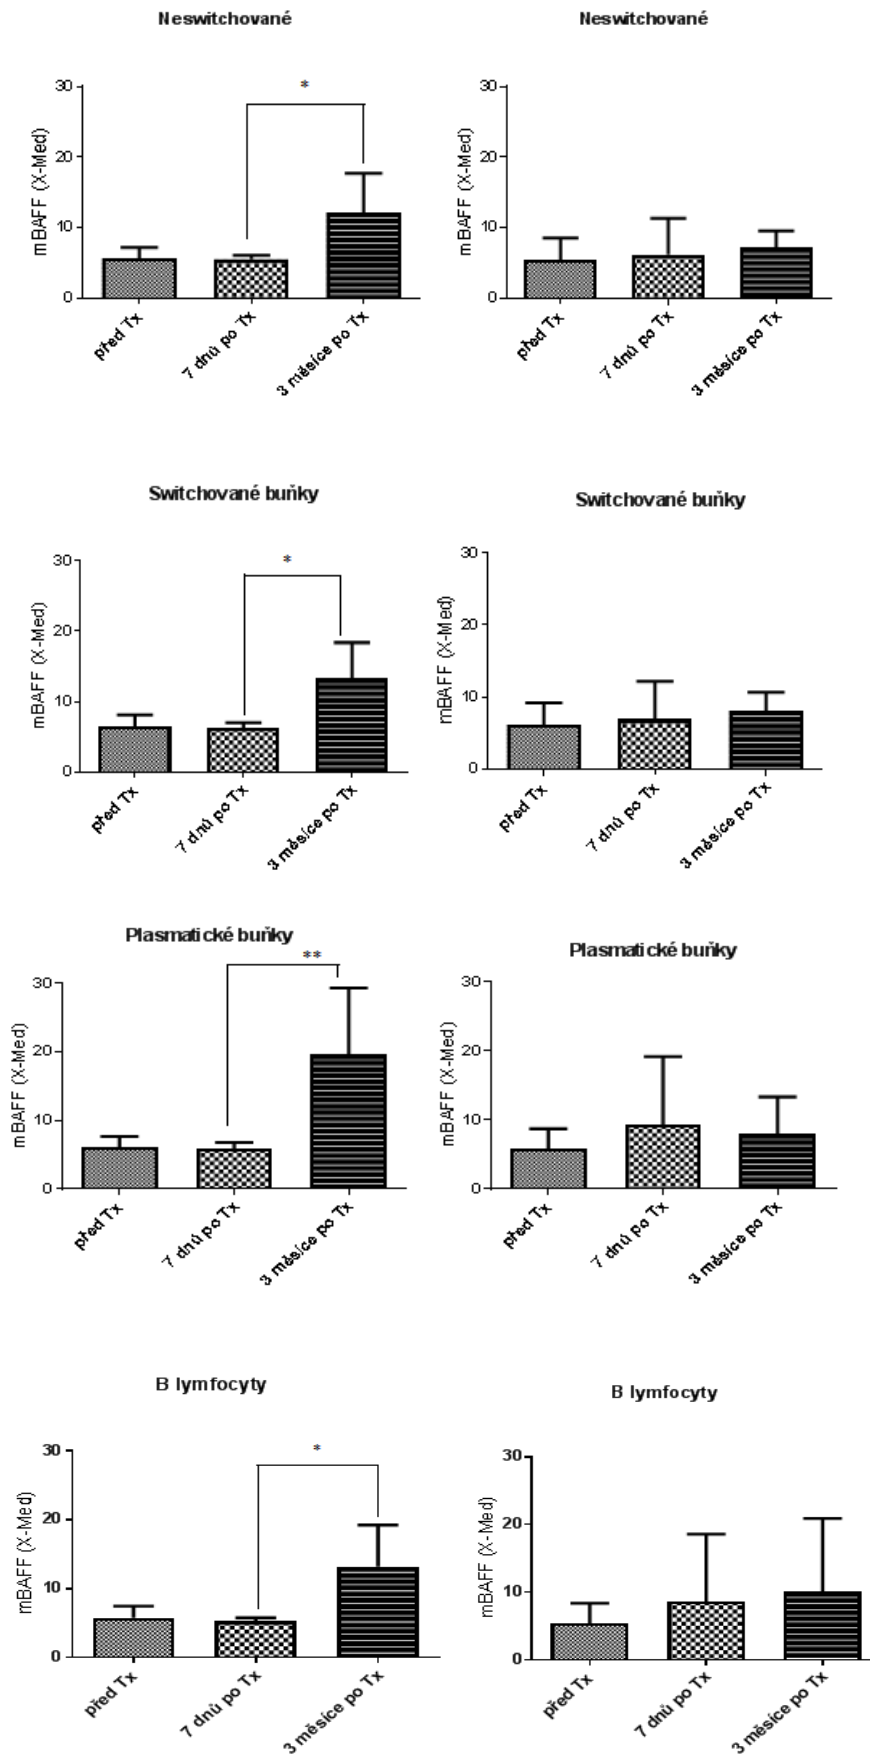 Neswitchované
mBAFF (X-Med)
30
20
10
0
*
před Tx
7 dnů po Tx
3 měsíce po Tx
Neswitchované
mBAFF (X-Med)
30
20
10
0
před Tx
7 dnů po Tx
3 měsíce po Tx
Switchované buňky
mBAFF (X-Med)
30
20
10
0
*
před Tx
7 dnů po Tx
3 měsíce po Tx
Switchované buňky
mBAFF (X-Med)
30
20
10
0
před Tx
7 dnů po Tx
3 měsíce po Tx
Plasmatické buňky
mBAFF (X-Med)
30
20
10
0
**
před Tx
7 dnů po Tx
3 měsíce po Tx
Plasmatické buňky
mBAFF (X-Med)
30
20
10
0
před Tx
7 dnů po Tx
3 měsíce po Tx
B lymfocyty
mBAFF (X-Med)
30
20
10
0
*
před Tx
7 dnů po Tx
3 měsíce po Tx
B lymfocyty
mBAFF (X-Med)
30
20
10
0
před Tx
7 dnů po Tx
3 měsíce po Tx